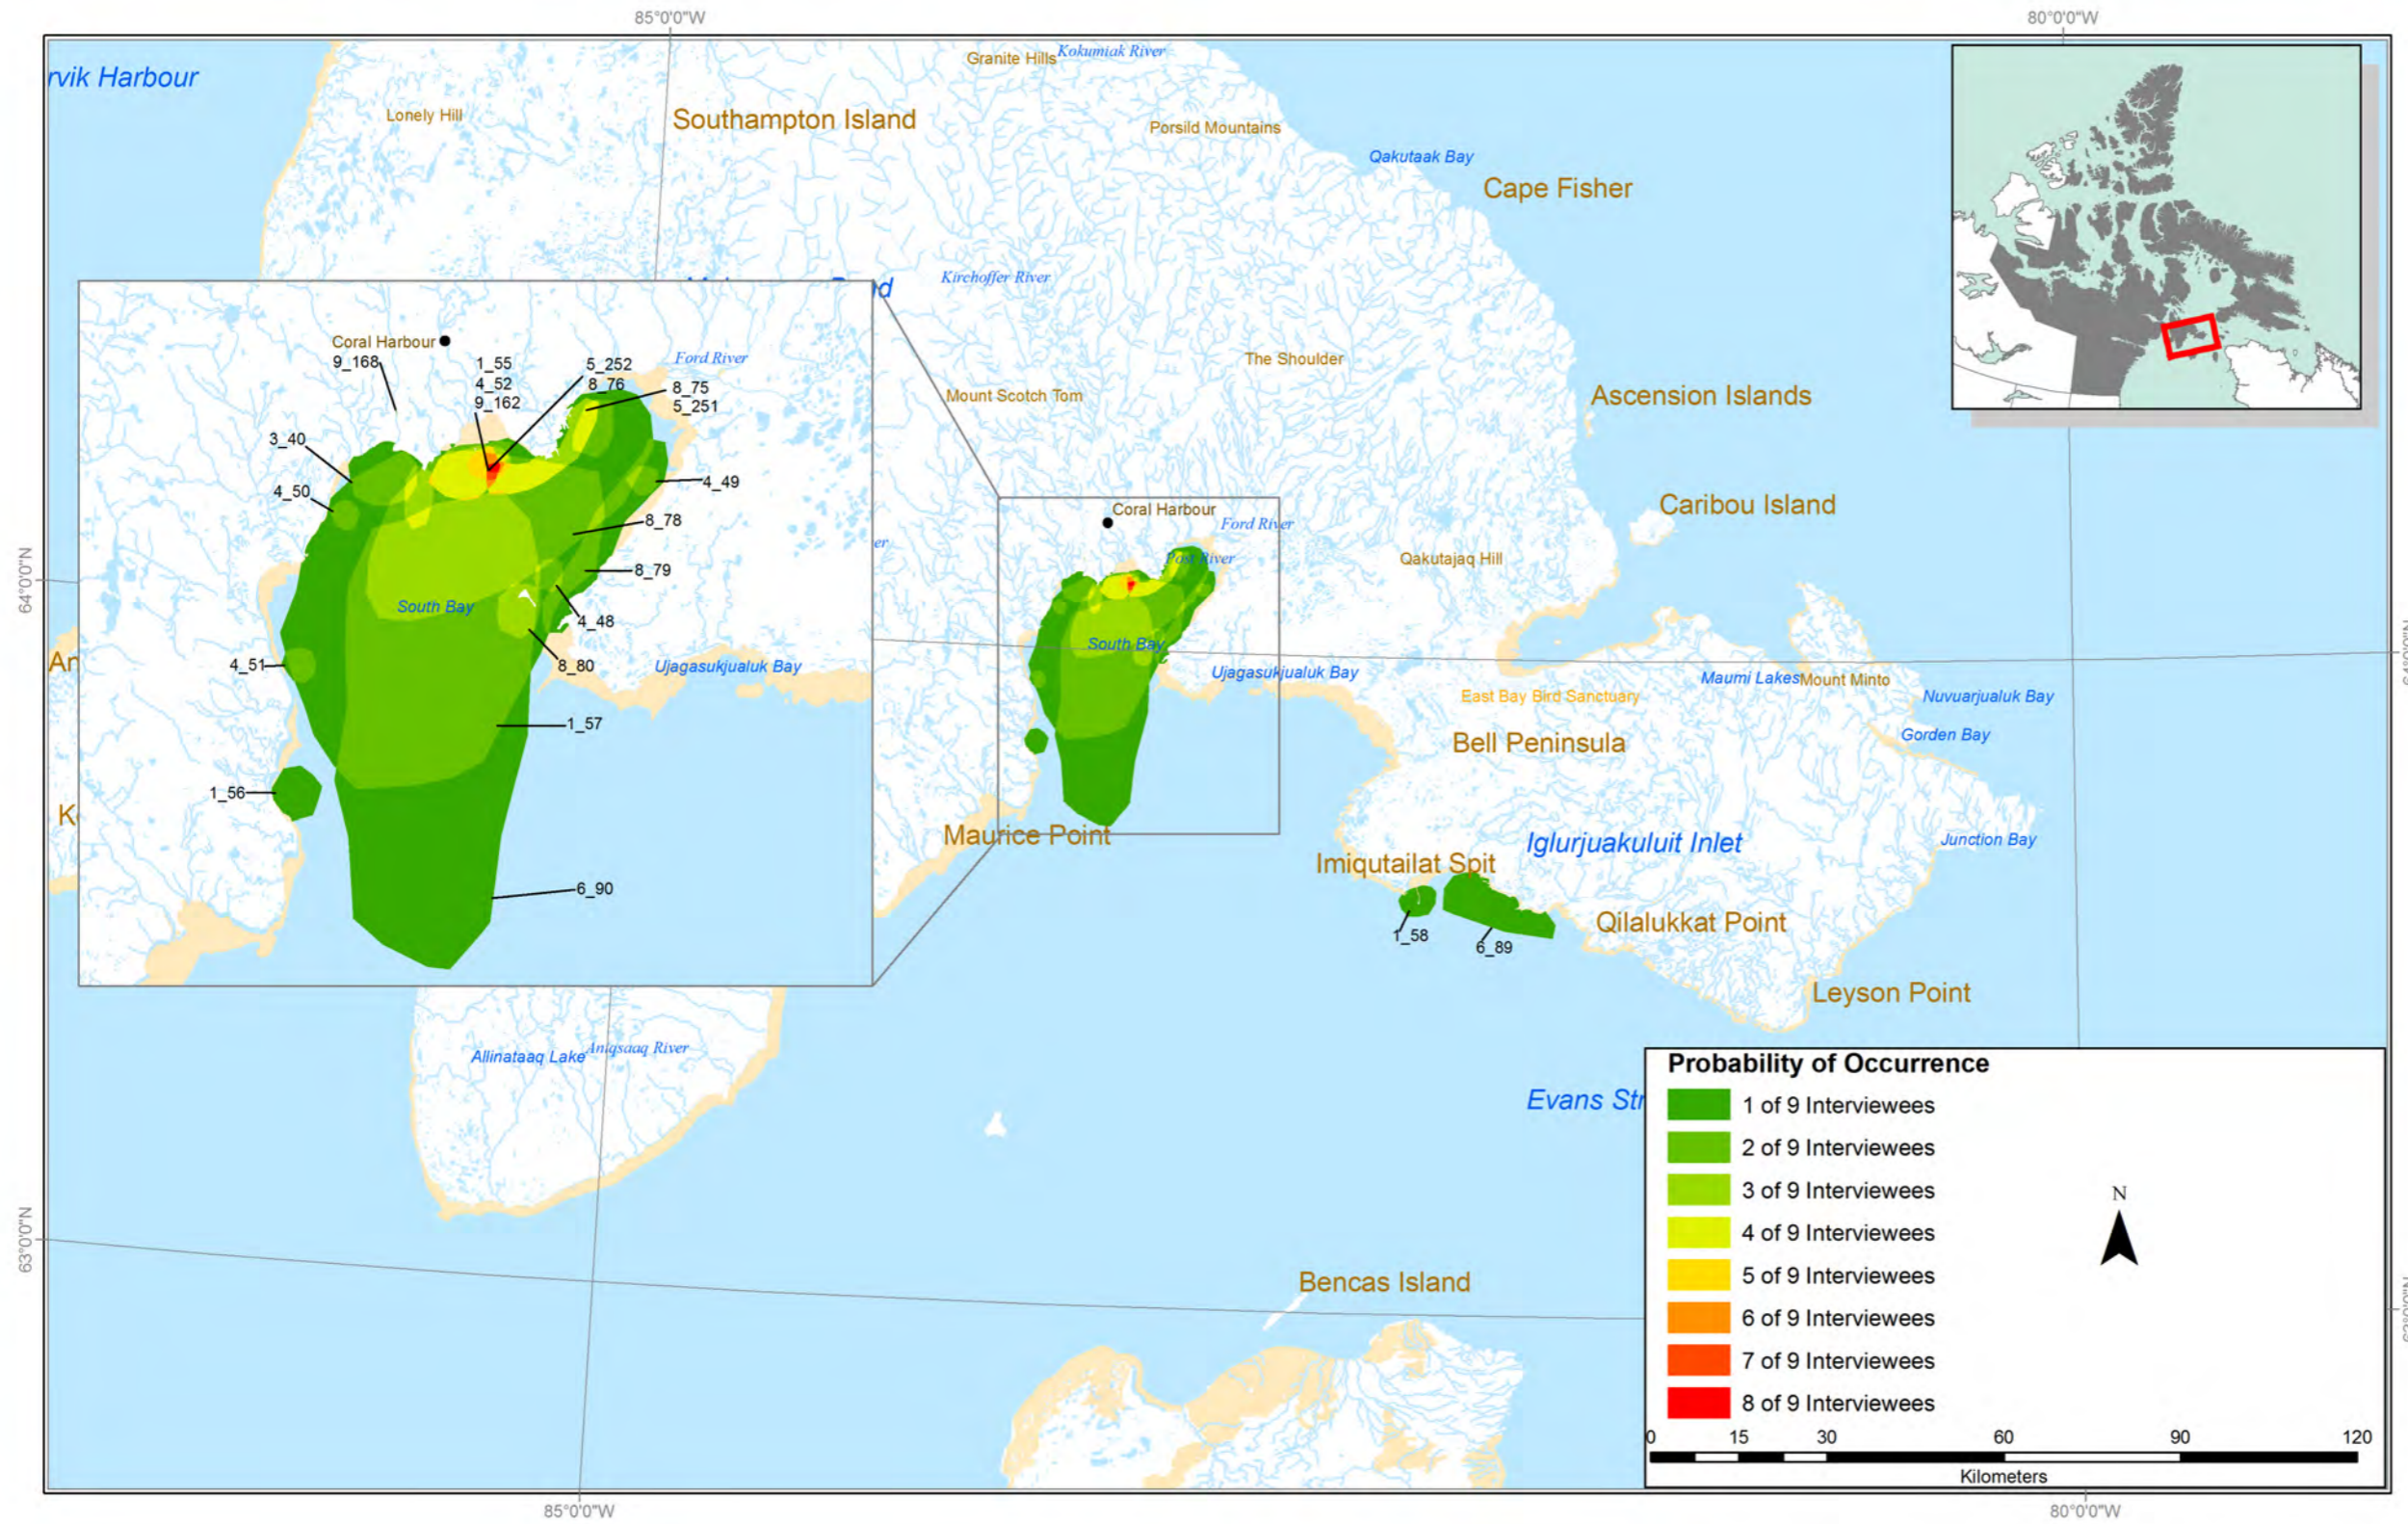 85°0'0"W
80°0'0"W
rvik Harbour
Granite Hills
Kokumiak River
Lonely Hill
Southampton Island
Porsild Mountains
Qakutaak Bay
Cape Fisher
Kirchoffer River
d
The Shoulder
Mount Scotch Tom
Ascension Islands
Caribou Island
Coral Harbour
9_168
1_55
4_52
9_162
5_252
8_76
Ford River
8_75
5_251
3_40
4_50
4_49
8_78
8_79
4_48
South Bay
8_80
4_51
Ujagasukjualuk Bay
1_57
1_56
6_90
64°0'0"N
An
K
er
Coral Harbour
Ford River
Post River
Qakutajaq Hill
South Bay
Ujagasukjualuk Bay
Maumi Lakes
Mount Minto
East Bay Bird Sanctuary
Nuvuarjualuk Bay
Gorden Bay
Bell Peninsula
Maurice Point
Iglurjuakuluit Inlet
Junction Bay
Imiqutailat Spit
Qilalukkat Point
1_58
6_89
Leyson Point
Allinataaq Lake
Aniqsaaq River
Evans Str
63°0'0"N
Bencas Island
Probability of Occurrence
1 of 9 Interviewees
2 of 9 Interviewees
3 of 9 Interviewees
4 of 9 Interviewees
5 of 9 Interviewees
6 of 9 Interviewees
7 of 9 Interviewees
8 of 9 Interviewees
N
0 15 30 60 90 120
Kilometers
85°0'0"W
80°0'0"W